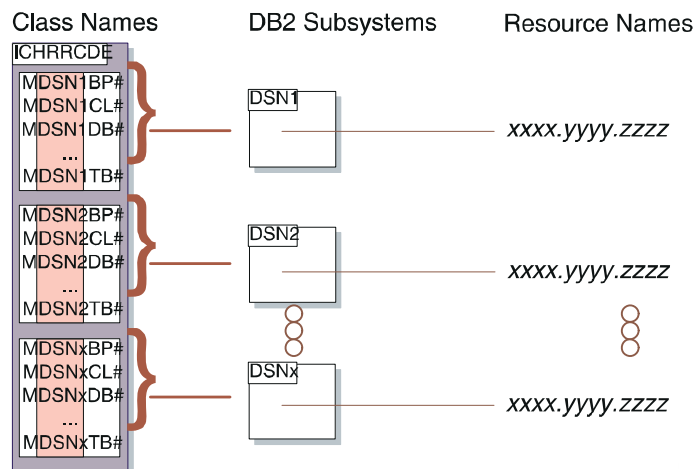 Class Names
DB2 Subsystems
Resource Names
ICHRRCDE
MDSN1BP#
MDSN1CL#
MDSN1DB#
...
MDSN1TB#
DSN1
xxxx.yyyy.zzzz
MDSN2BP#
MDSN2CL#
MDSN2DB#
...
MDSN2TB#
DSN2
xxxx.yyyy.zzzz
MDSNxBP#
MDSNxCL#
MDSNxDB#
...
MDSNxTB#
DSNx
xxxx.yyyy.zzzz